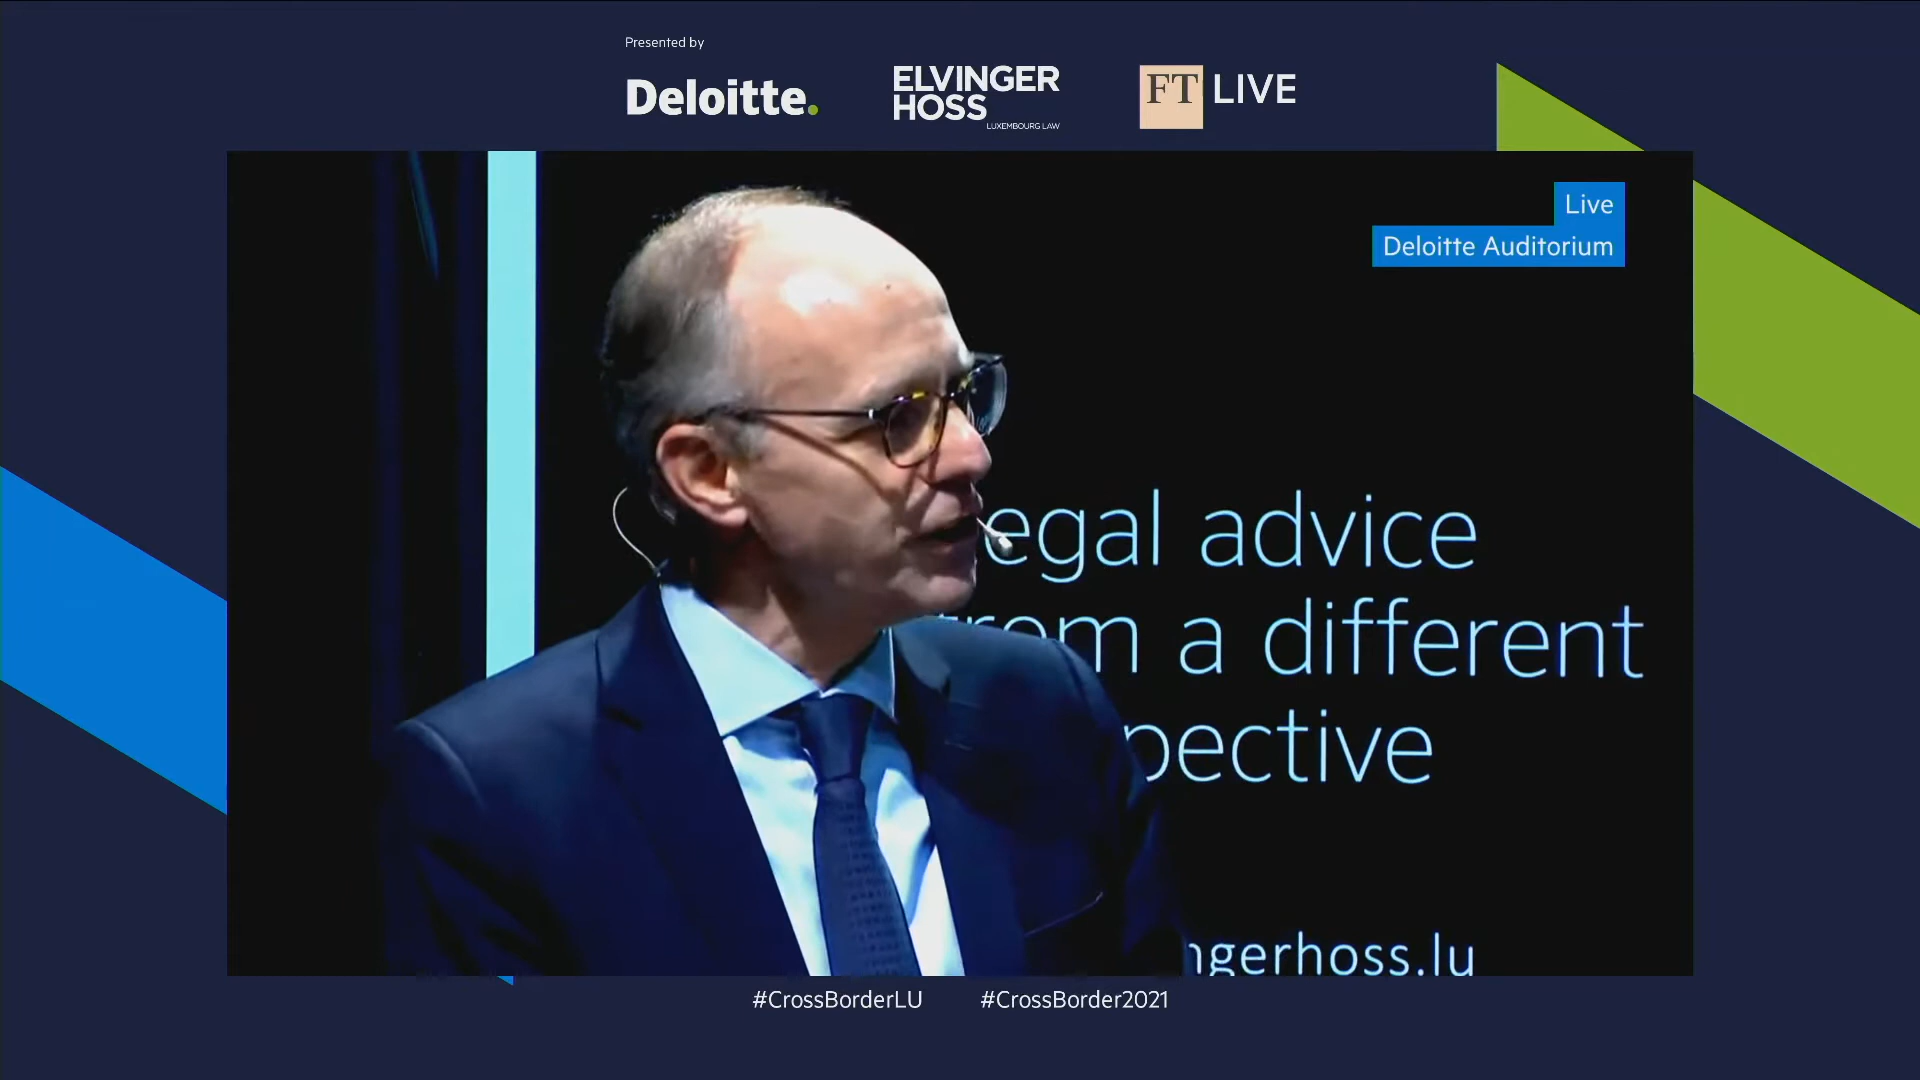 Presented by
Deloitte.
ELVINGER
HOSS
LUXEMBOURG LAW
FT LIVE
Live
Deloitte Auditorium
egal advice
from a different
pective
ngerhoss.lu
#CrossBorderLU #CrossBorder2021